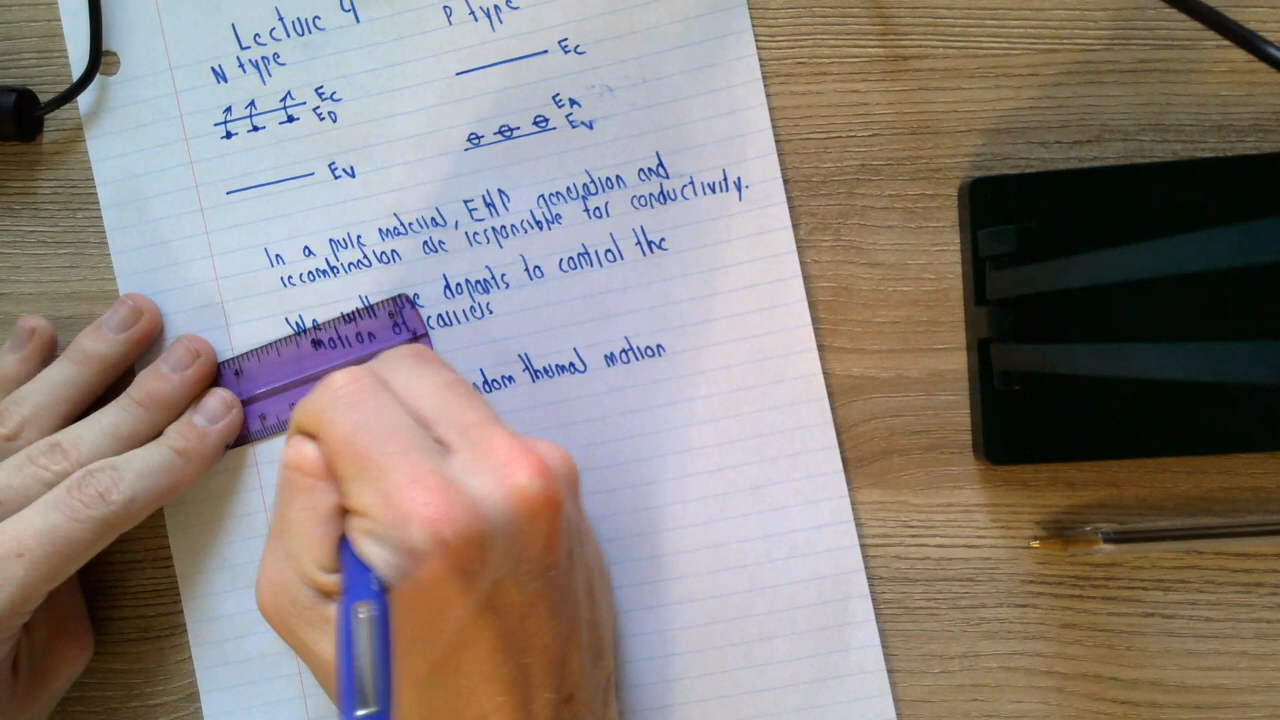 Lecture 4
N type
P type
EC
EC
ED
EA
EV
EV
In a pure material, EHP generation and
recombination are responsible for conductivity.
We will use dopants to control the
motion of carriers
thermal motion